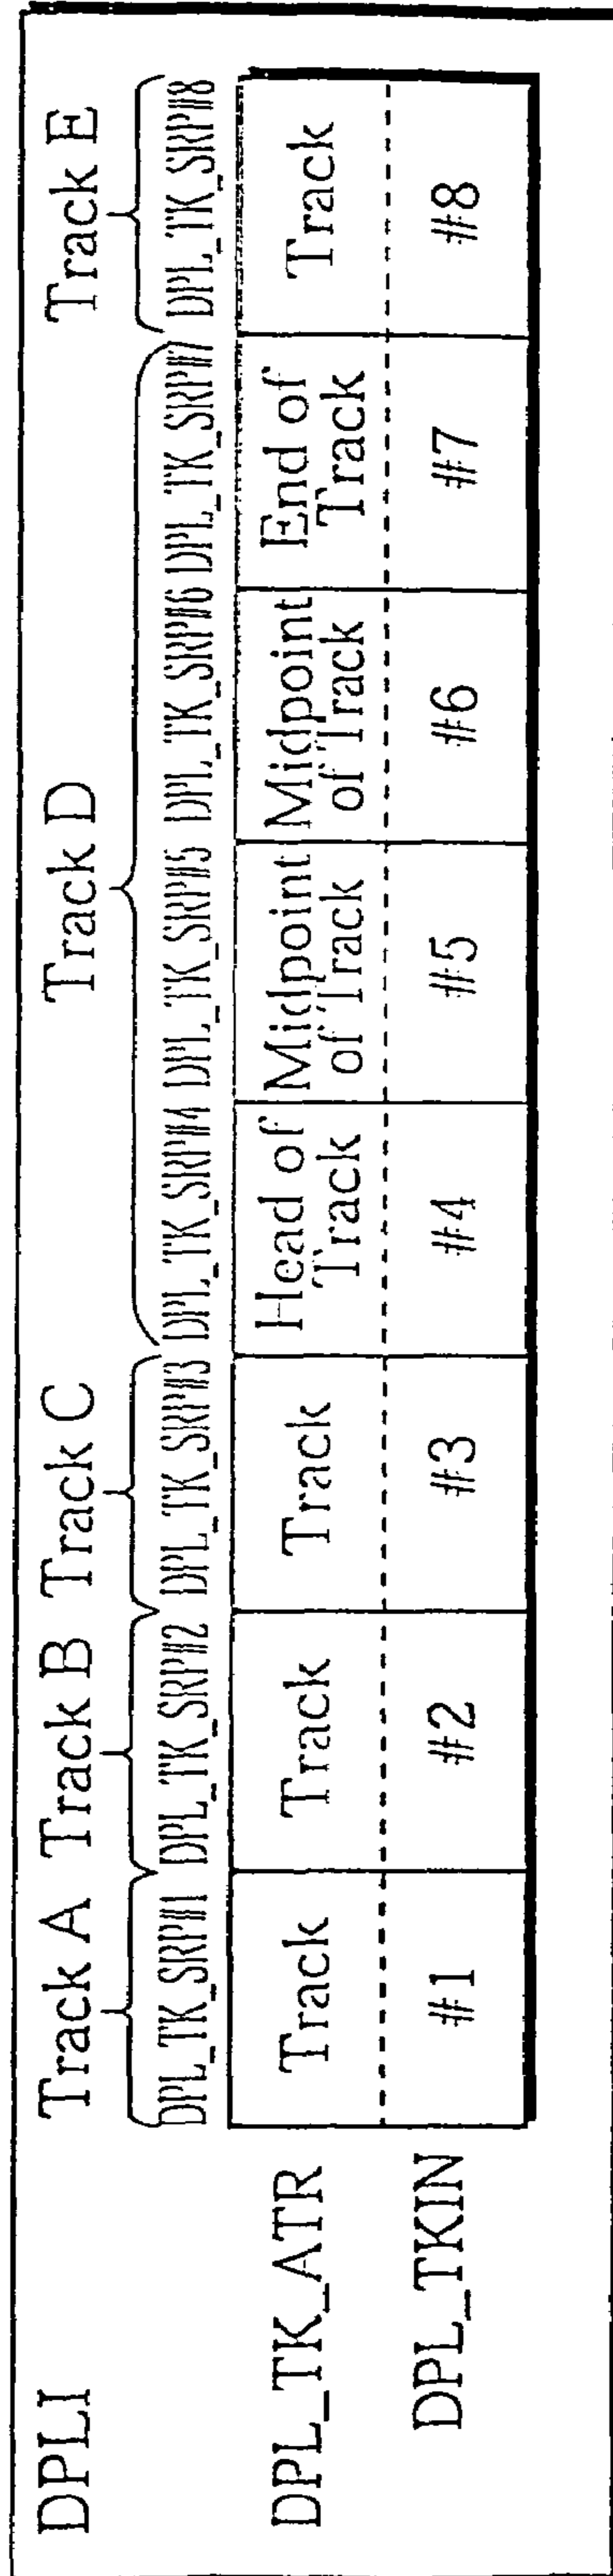 DPLI
Track A Track B Track C Track D Track E
DPL_TK_SRP#1 DPL_TK_SRP#2 DPL_TK_SRP#3 DPL_TK_SRP#4 DPL_TK_SRP#5 DPL_TK_SRP#6 DPL_TK_SRP#7 DPL_TK_SRP#8
DPL_TK_ATR Track Track Track Head of Track Midpoint of Track Midpoint of Track End of Track Track
DPL_TKIN #1 #2 #3 #4 #5 #6 #7 #8